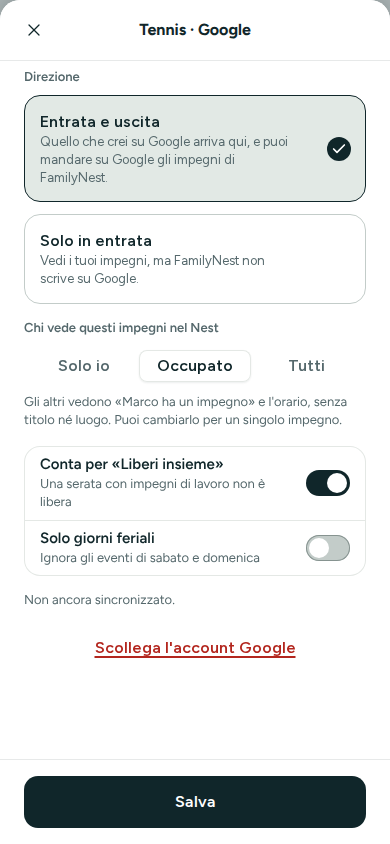 Tennis · Google
Direzione
Entrata e uscita
Quello che crei su Google arriva qui, e puoi
mandare su Google gli impegni di
FamilyNest.
Solo in entrata
Vedi i tuoi impegni, ma FamilyNest non
scrive su Google.
Chi vede questi impegni nel Nest
Solo io
Occupato
Tutti
Gli altri vedono «Marco ha un impegno» e l'orario, senza
titolo né luogo. Puoi cambiarlo per un singolo impegno.
Conta per «Liberi insieme»
Una serata con impegni di lavoro non è
libera
Solo giorni feriali
Ignora gli eventi di sabato e domenica
Non ancora sincronizzato.
Scollega l'account Google
Salva